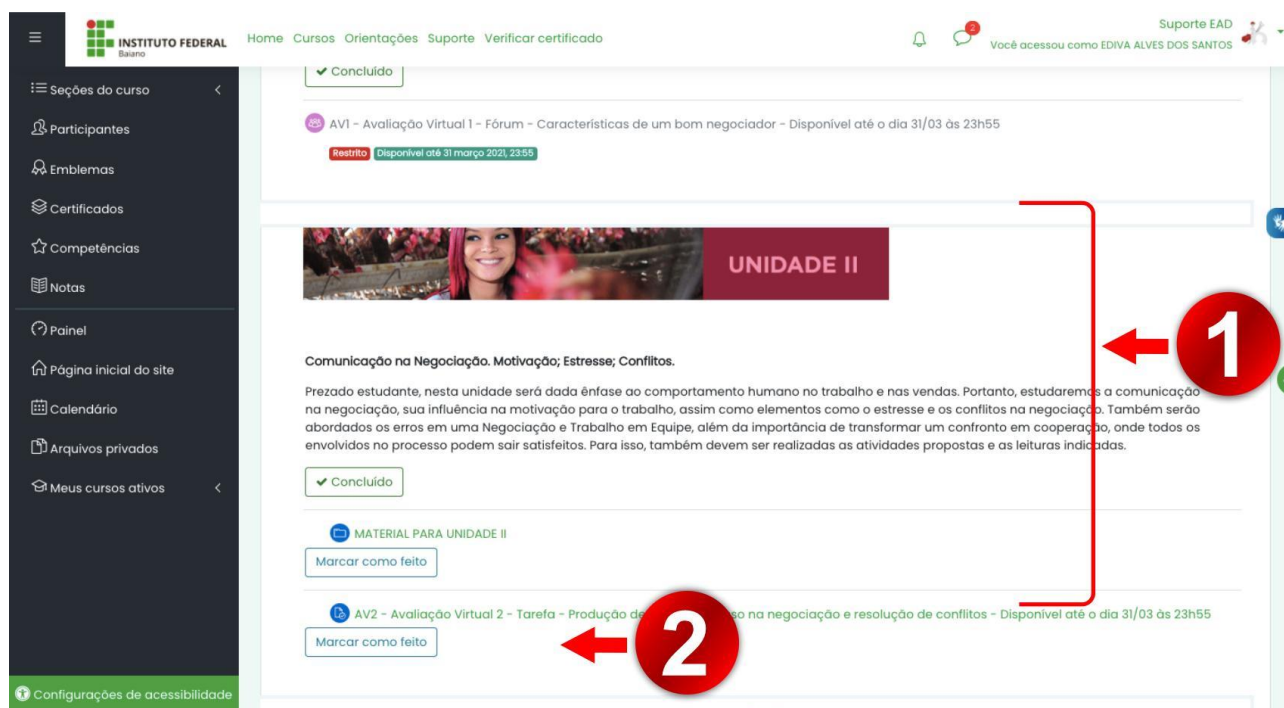 INSTITUTO FEDERAL
Baiano
Home Cursos Orientações Suporte Verificar certificado
2
Suporte EAD
Você acessou como EDIVA ALVES DOS SANTOS
Seções do curso
Participantes
Emblemas
Certificados
Competências
Notas
Painel
Página inicial do site
Calendário
Arquivos privados
Meus cursos ativos
Configurações de acessibilidade
Concluído
AV1 - Avaliação Virtual 1 - Fórum - Características de um bom negociador - Disponível até o dia 31/03 às 23h55
Restrito Disponível até 31 março 2021, 23:55
UNIDADE II
1
Comunicação na Negociação. Motivação; Estresse; Conflitos.
Prezado estudante, nesta unidade será dada ênfase ao comportamento humano no trabalho e nas vendas. Portanto, estudaremos a comunicação
na negociação, sua influência na motivação para o trabalho, assim como elementos como o estresse e os conflitos na negociação. Também serão
abordados os erros em uma Negociação e Trabalho em Equipe, além da importância de transformar um confronto em cooperação, onde todos os
envolvidos no processo podem sair satisfeitos. Para isso, também devem ser realizadas as atividades propostas e as leituras indicadas.
Concluído
MATERIAL PARA UNIDADE II
Marcar como feito
AV2 - Avaliação Virtual 2 - Tarefa - Produção de na negociação e resolução de conflitos - Disponível até o dia 31/03 às 23h55
Marcar como feito
2